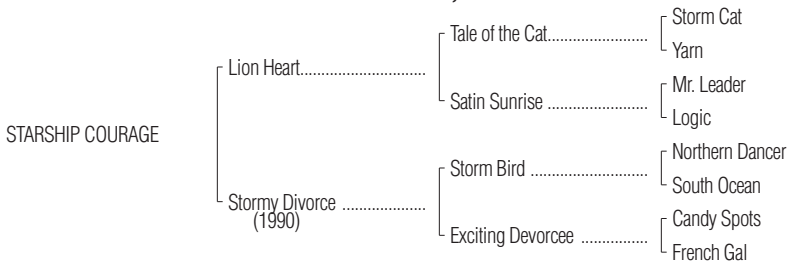 Storm Cat
Tale of the Cat.......................
Yarn
Lion Heart............................
Mr. Leader
Satin Sunrise .......................
Logic
STARSHIP COURAGE
Northern Dancer
Storm Bird ...........................
South Ocean
Stormy Divorce ...................
(1990)
Candy Spots
Exciting Devorcee ................
French Gal